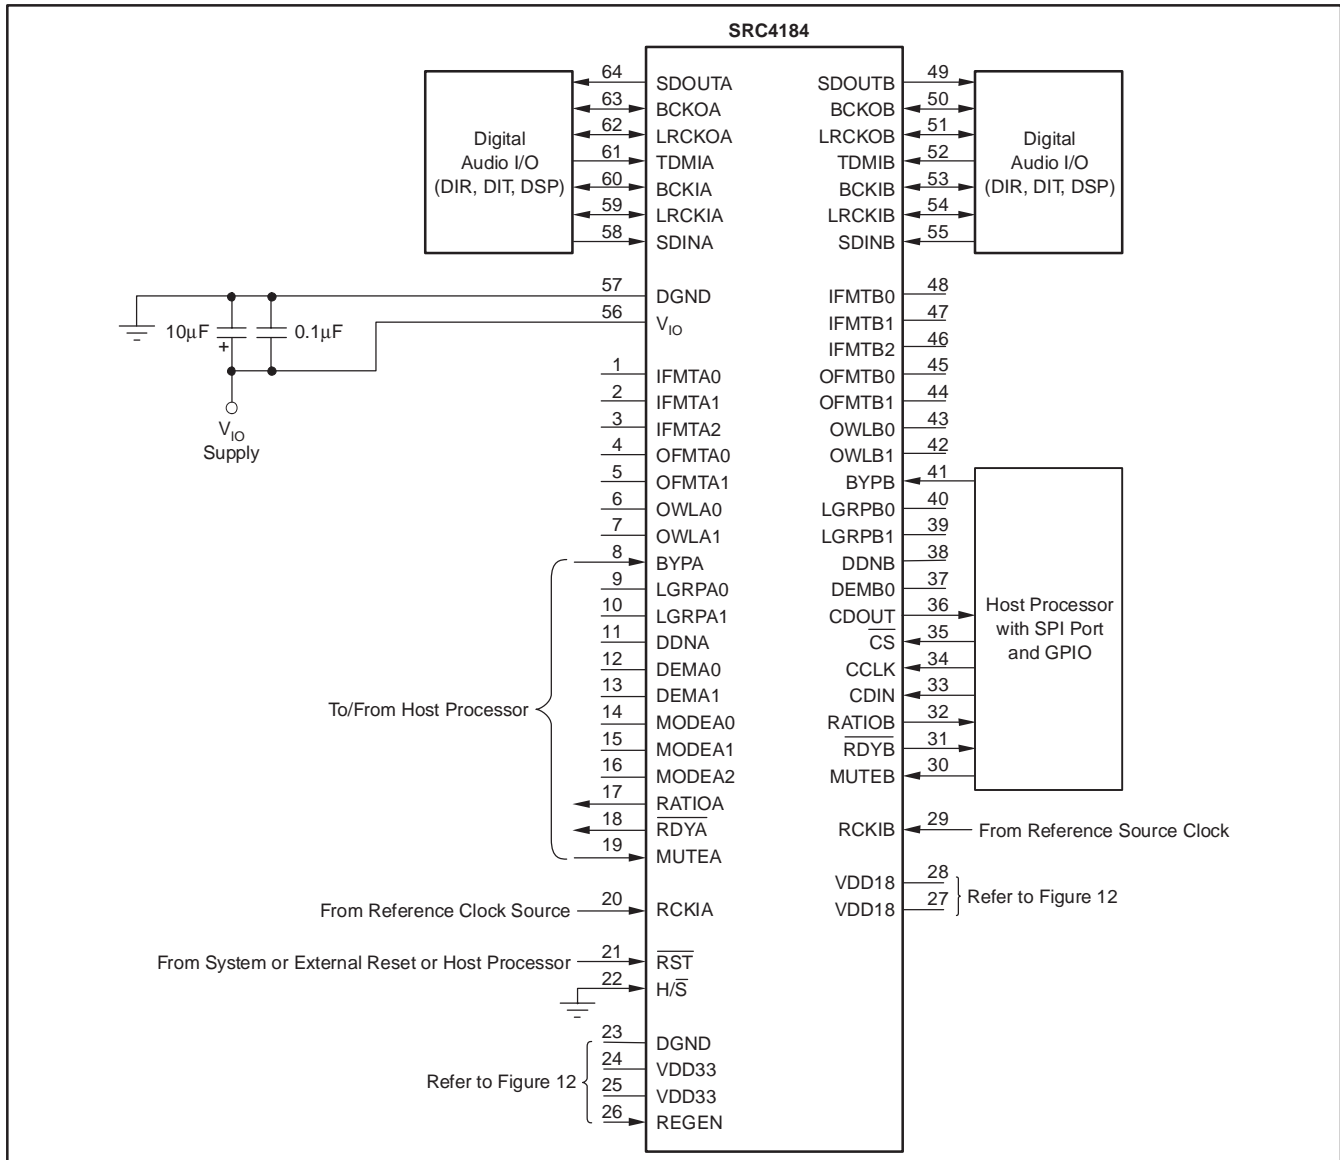 SRC4184
64 SDOUTA SDOUTB 49
63 BCKOA BCKOB 50
62 LRCKOA LRCKOB 51
61 TDMIA TDMIB 52
60 BCKIA BCKIB 53
59 LRCKIA LRCKIB 54
58 SDINA SDINB 55
Digital
Audio I/O
(DIR, DIT, DSP)
Digital
Audio I/O
(DIR, DIT, DSP)
57 DGND IFMTB0 48
56 VIO IFMTB1 47
IFMTB2 46
10μF
+
0.1μF
VIO
Supply
1 IFMTA0 OFMTB0 45
2 IFMTA1 OFMTB1 44
3 IFMTA2 OWLB0 43
4 OFMTA0 OWLB1 42
5 OFMTA1 BYPB 41
6 OWLA0 LGRPB0 40
7 OWLA1 LGRPB1 39
8 BYPA DDNB 38
9 LGRPA0 DEMB0 37
10 LGRPA1 CDOUT 36
11 DDNA C̅S̅ 35
12 DEMA0 CCLK 34
13 DEMA1 CDIN 33
14 MODEA0 RATIOB 32
15 MODEA1 R̅D̅Y̅B̅ 31
16 MODEA2 MUTEB 30
17 RATIOA
18 R̅D̅Y̅A̅ RCKIB 29 From Reference Source Clock
19 MUTEA VDD18 28
To/From Host Processor
Host Processor
with SPI Port
and GPIO
From Reference Clock Source 20 RCKIA VDD18 27
Refer to Figure 12
From System or External Reset or Host Processor 21 R̅S̅T̅
22 H/S̅
23 DGND
24 VDD33
25 VDD33
26 REGEN
Refer to Figure 12